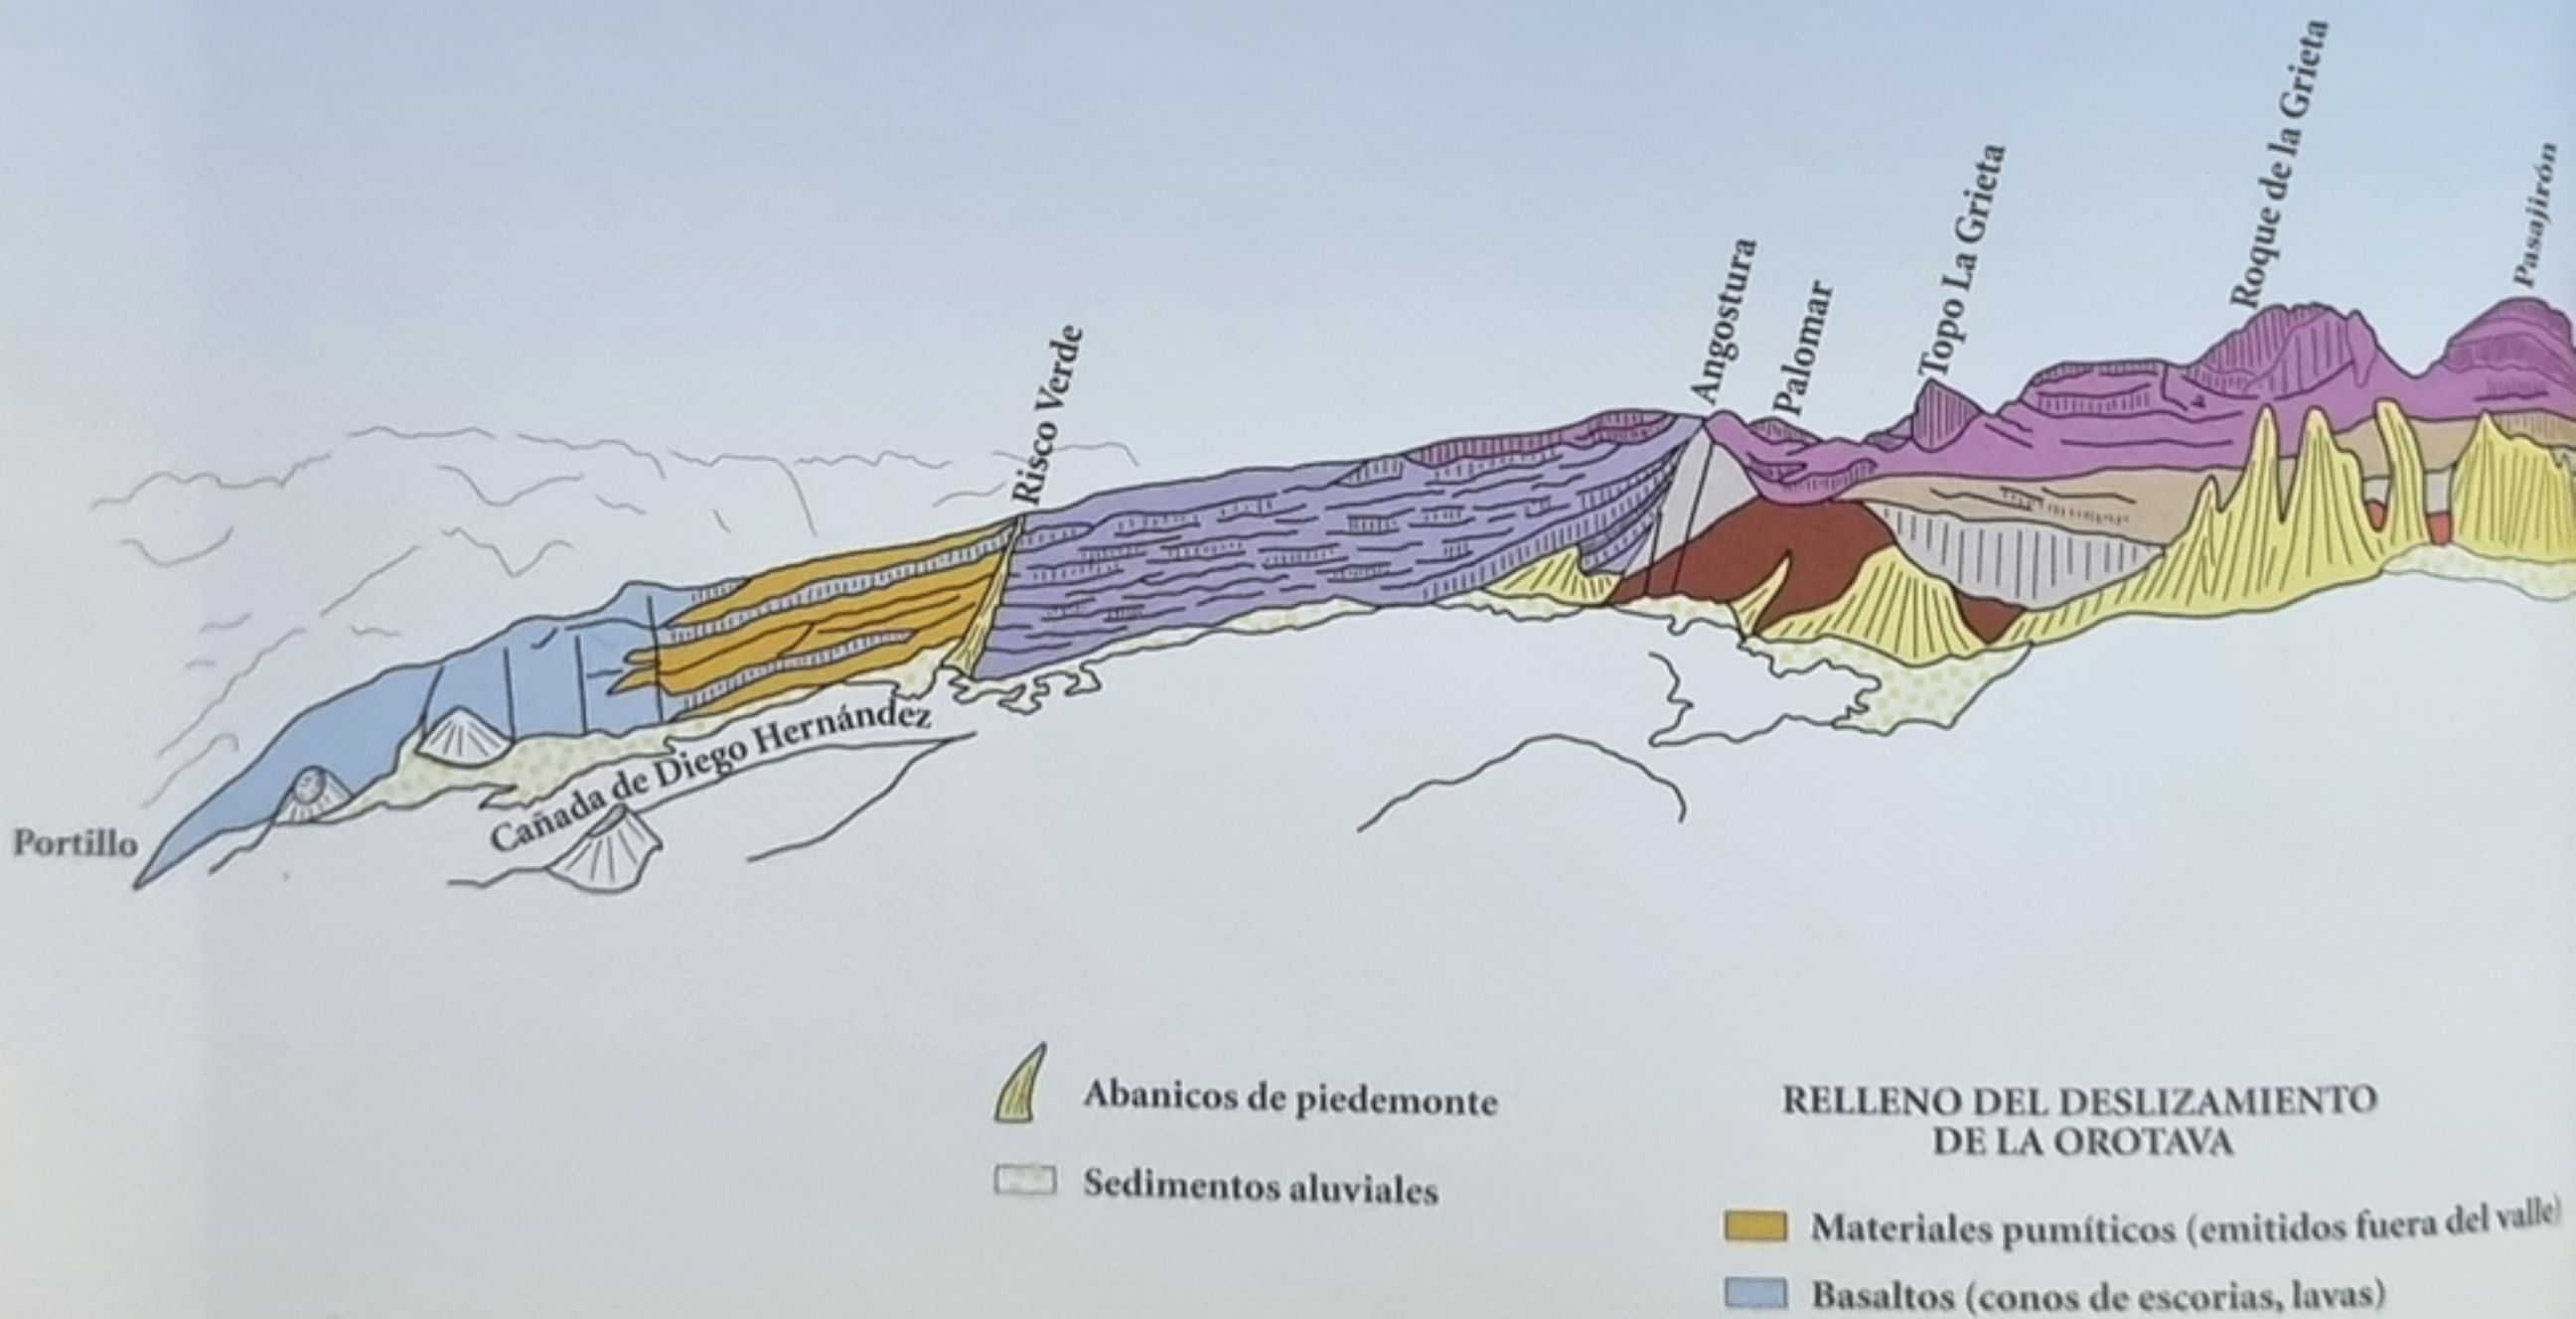 Roque de la Grieta
Pasajirón
Topo La Grieta
Angostura
Palomar
Risco Verde
Portillo
Cañada de Diego Hernández
Abanicos de piedemonte
Sedimentos aluviales
RELLENO DEL DESLIZAMIENTO
DE LA OROTAVA
Materiales pumíticos (emitidos fuera del valle)
Basaltos (conos de escorias, lavas)